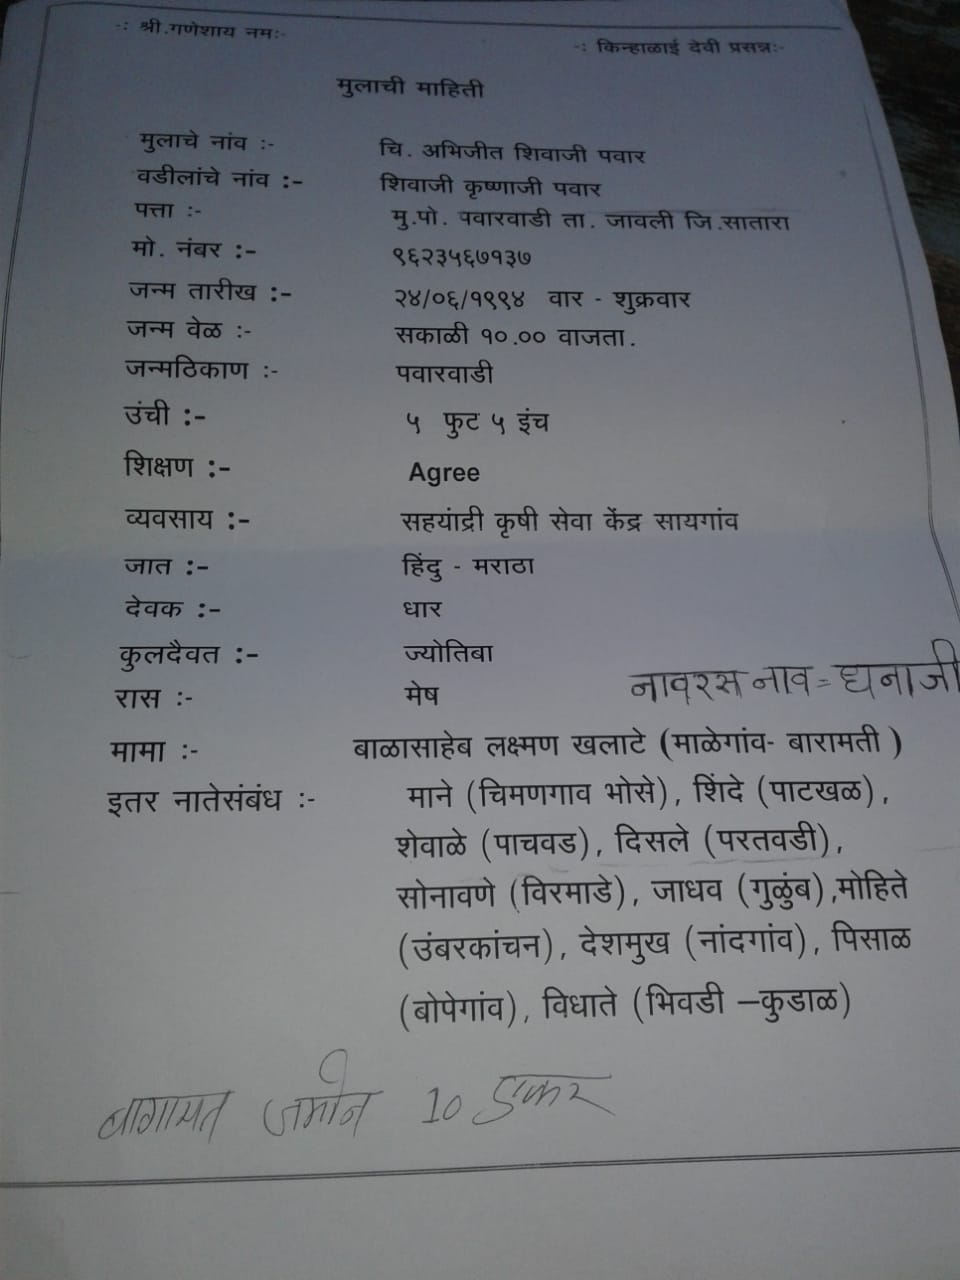 -: श्री.गणेशाय नमः-
-: किन्हाळाई देवी प्रसन्नः-
मुलाची माहिती
मुलाचे नांव :- चि. अभिजीत शिवाजी पवार
वडीलांचे नांव :- शिवाजी कृष्णाजी पवार
पत्ता :- मु.पो. पवारवाडी ता. जावली जि.सातारा
मो. नंबर :- ९६२३५६७१३७
जन्म तारीख :- २४/०६/१९९४ वार - शुक्रवार
जन्म वेळ :- सकाळी १०.०० वाजता.
जन्मठिकाण :- पवारवाडी
उंची :- ५ फुट ५ इंच
शिक्षण :- Agree
व्यवसाय :- सहयांद्री कृषी सेवा केंद्र सायगांव
जात :- हिंदु - मराठा
देवक :- धार
कुलदैवत :- ज्योतिबा
रास :- मेष नावरस नाव = धनाजी
मामा :- बाळासाहेब लक्ष्मण खलाटे (माळेगांव- बारामती )
इतर नातेसंबंध :- माने (चिमणगाव भोसे), शिंदे (पाटखळ),
शेवाळे (पाचवड), दिसले (परतवडी),
सोनावणे (विरमाडे), जाधव (गुळुंब),मोहिते
(उंबरकांचन), देशमुख (नांदगांव), पिसाळ
(बोपेगांव), विधाते (भिवडी –कुडाळ)
बागायत जमीन 10 एकर